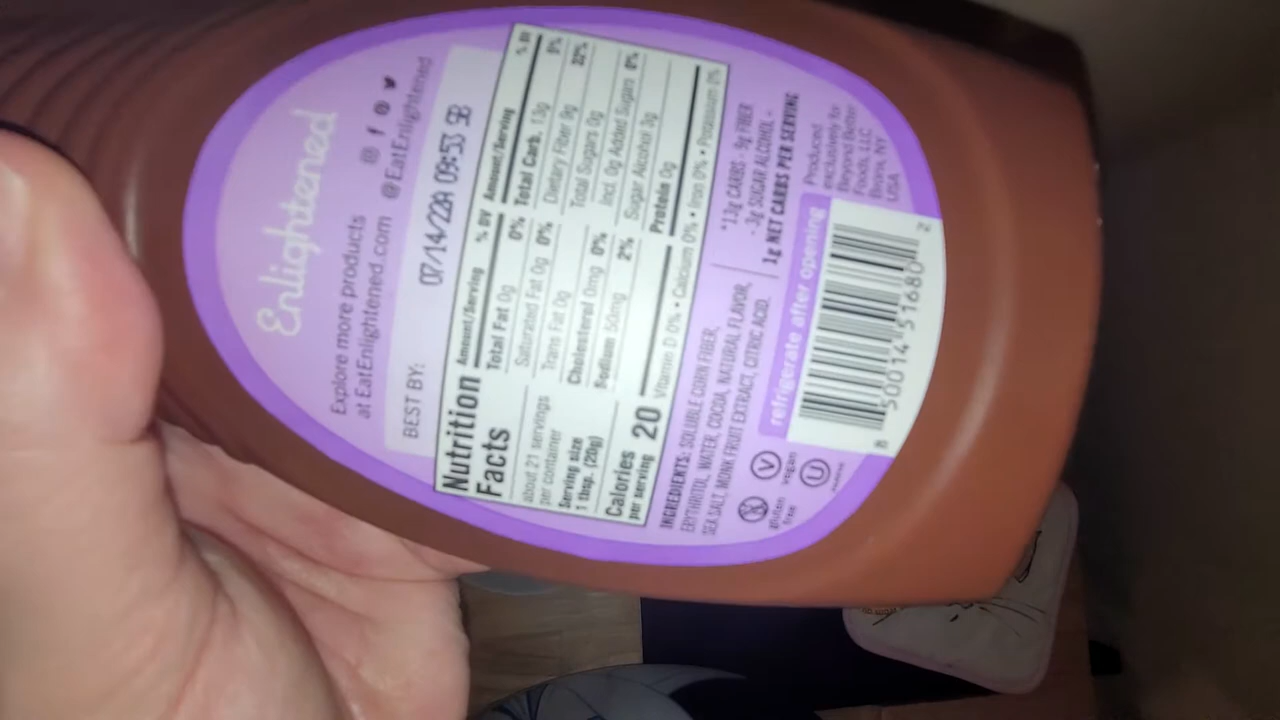 Enlightened
Explore more products
at EatEnlightened.com @EatEnlightened
BEST BY:
07/14/22A 09:53 SB
Nutrition
Facts
about 21 servings
per container
Serving size
1 tbsp. (20g)
Calories
per serving 20
Amount/Serving % DV
Total Fat 0g 0%
Saturated Fat 0g 0%
Trans Fat 0g
Cholesterol 0mg 0%
Sodium 50mg 2%
Amount/Serving % DV
Total Carb. 13g 5%
Dietary Fiber 9g 32%
Total Sugars 0g
Incl. 0g Added Sugars 0%
Sugar Alcohol 3g
Protein 0g
Vitamin D 0% • Calcium 0% • Iron 0% • Potassium 0%
INGREDIENTS: SOLUBLE CORN FIBER,
ERYTHRITOL, WATER, COCOA, NATURAL FLAVOR,
SEA SALT, MONK FRUIT EXTRACT, CITRIC ACID.
*13g CARBS - 9g FIBER
- 3g SUGAR ALCOHOL -
1g NET CARBS PER SERVING
gluten
free
V
vegan
U
refrigerate after opening
Produced
exclusively for
Beyond Better
Foods, LLC
Bronx, NY
USA
8 50014 51680 2